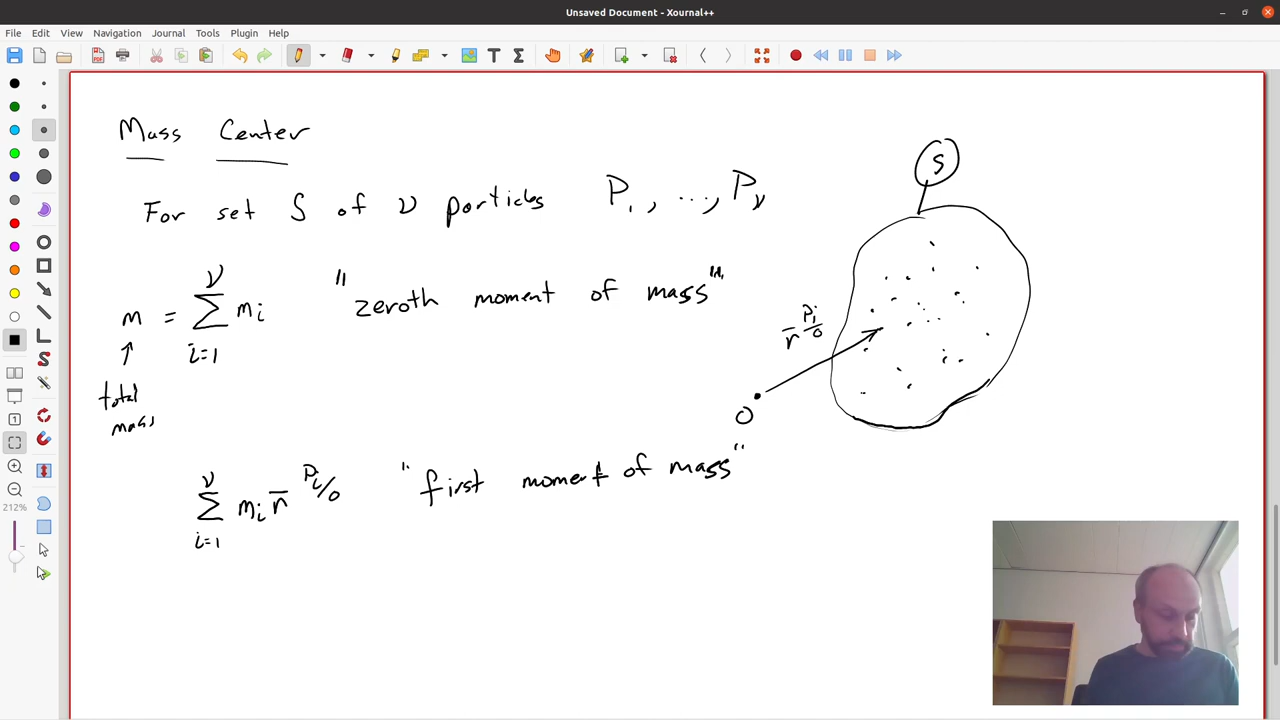 Unsaved Document - Xournal++
File Edit View Navigation Journal Tools Plugin Help
Mass Center
For set S of ν particles P₁, ..., Pᵥ
S
m = ∑ᵢ₌₁^ν mᵢ "zeroth moment of mass"
total
mass
r̄^(Pᵢ/O)
O
∑ᵢ₌₁^ν mᵢ r̄^(Pᵢ/O) "first moment of mass"
212%